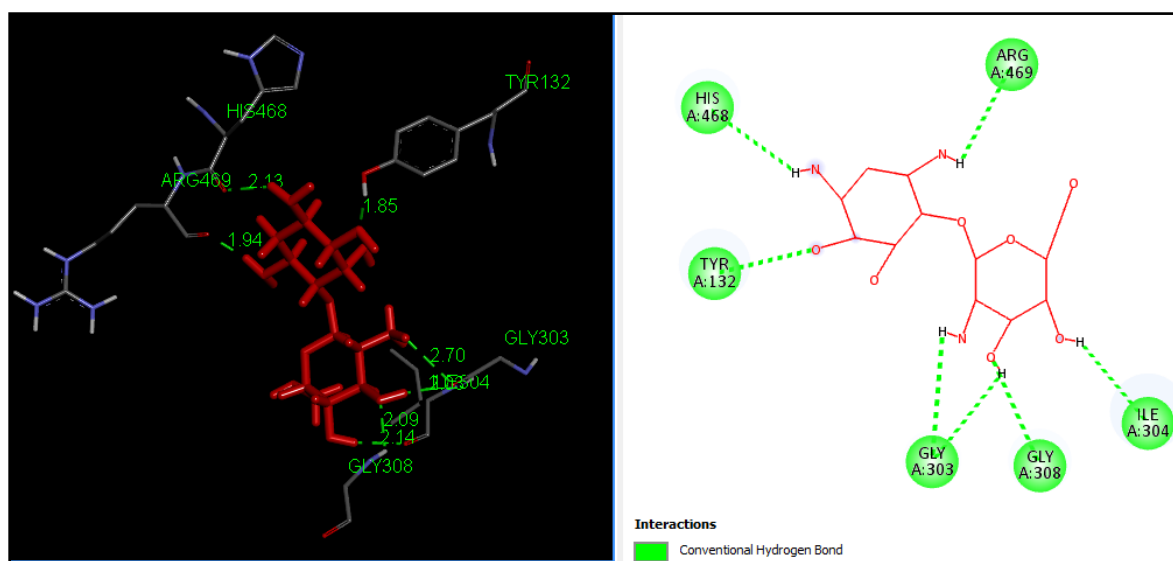 HIS468
TYR132
ARG469
2.13
1.85
1.94
GLY303
2.70
2.09
2.14
GLY308
ARG
A:469
HIS
A:468
H
N
N
H
O
O
O
TYR
A:132
O
O
H
N
O
H
O
H
ILE
A:304
GLY
A:303
GLY
A:308
Interactions
Conventional Hydrogen Bond